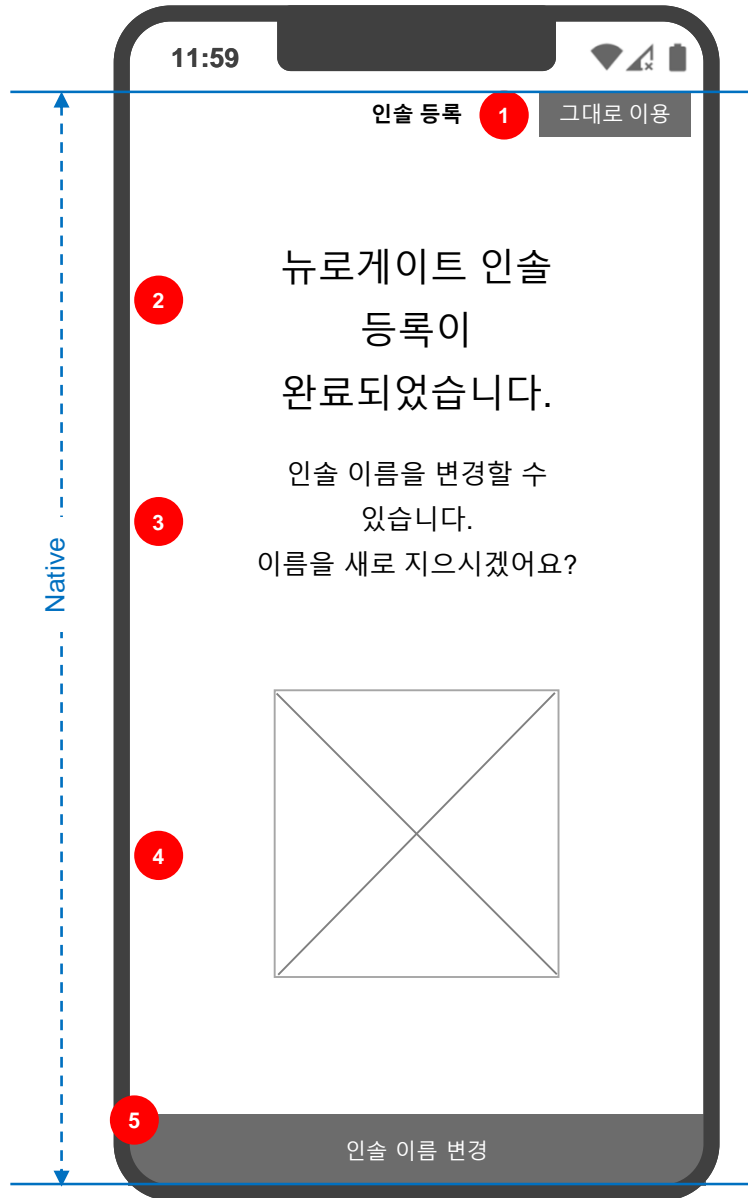 11:59
인솔 등록 1 그대로 이용
뉴로게이트 인솔
2
등록이
완료되었습니다.
인솔 이름을 변경할 수
3
있습니다.
이름을 새로 지으시겠어요?
Native
4
5
인솔 이름 변경